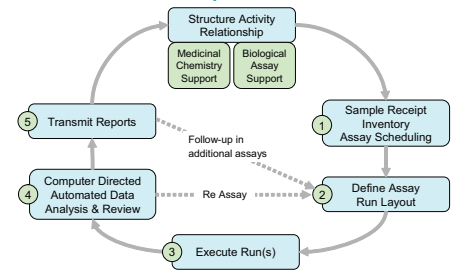 Structure Activity
Relationship
Medicinal
Chemistry
Support
Biological
Assay
Support
1
Sample Receipt
Inventory
Assay Scheduling
5
Transmit Reports
Follow-up in
additional assays
4
Computer Directed
Automated Data
Analysis & Review
Re Assay
2
Define Assay
Run Layout
3
Execute Run(s)